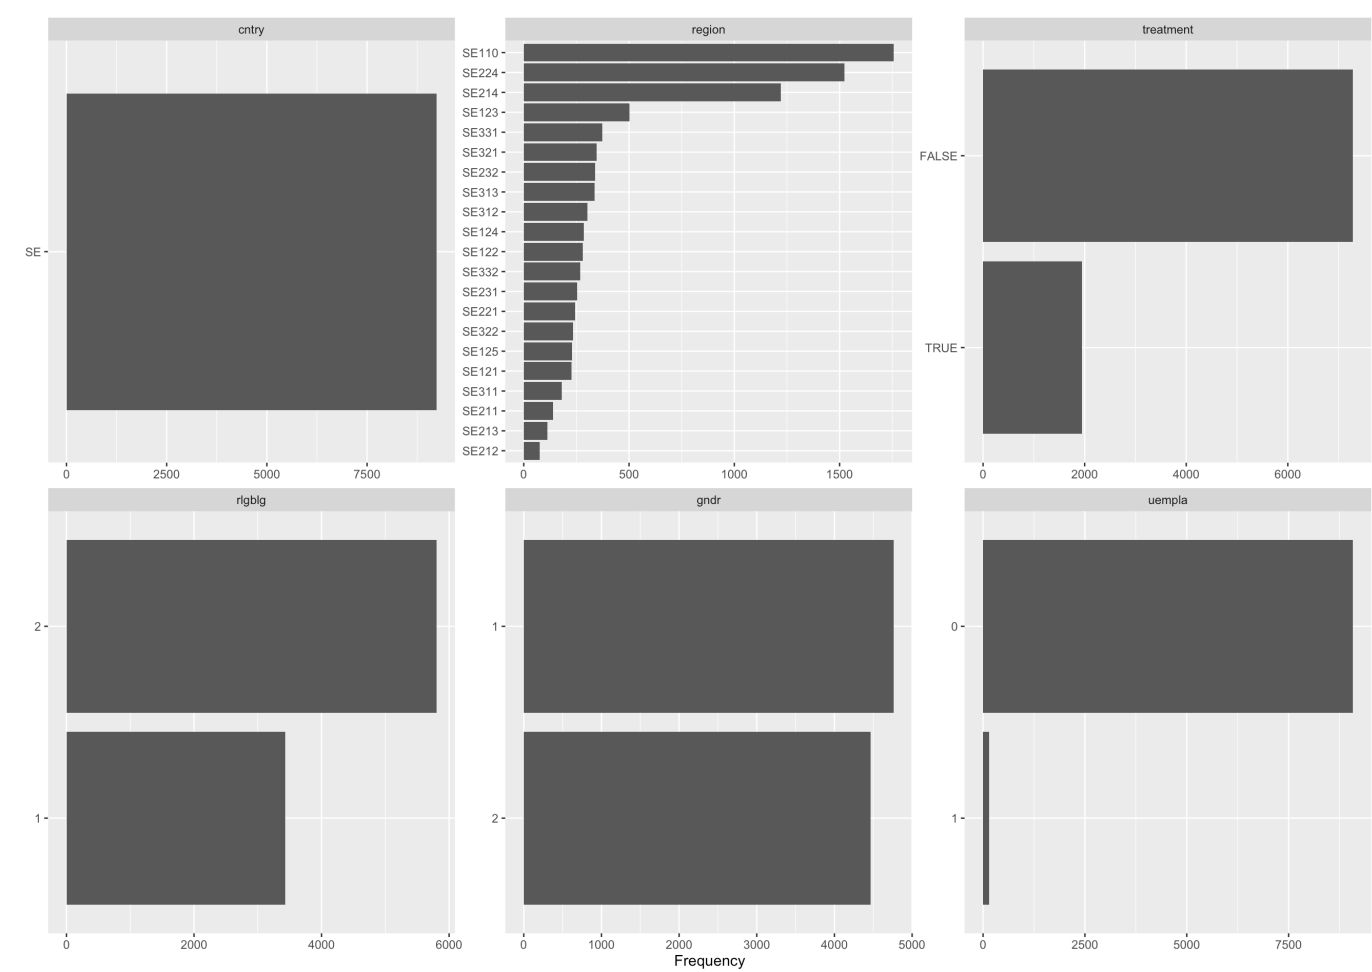 cntry
SE
0 2500 5000 7500
region
SE110
SE224
SE214
SE123
SE331
SE321
SE232
SE313
SE312
SE124
SE122
SE332
SE231
SE221
SE322
SE125
SE121
SE311
SE211
SE213
SE212
0 500 1000 1500
treatment
FALSE
TRUE
0 2000 4000 6000
rlgblg
2
1
0 2000 4000 6000
gndr
1
2
0 1000 2000 3000 4000 5000
uempla
0
1
0 2500 5000 7500
Frequency